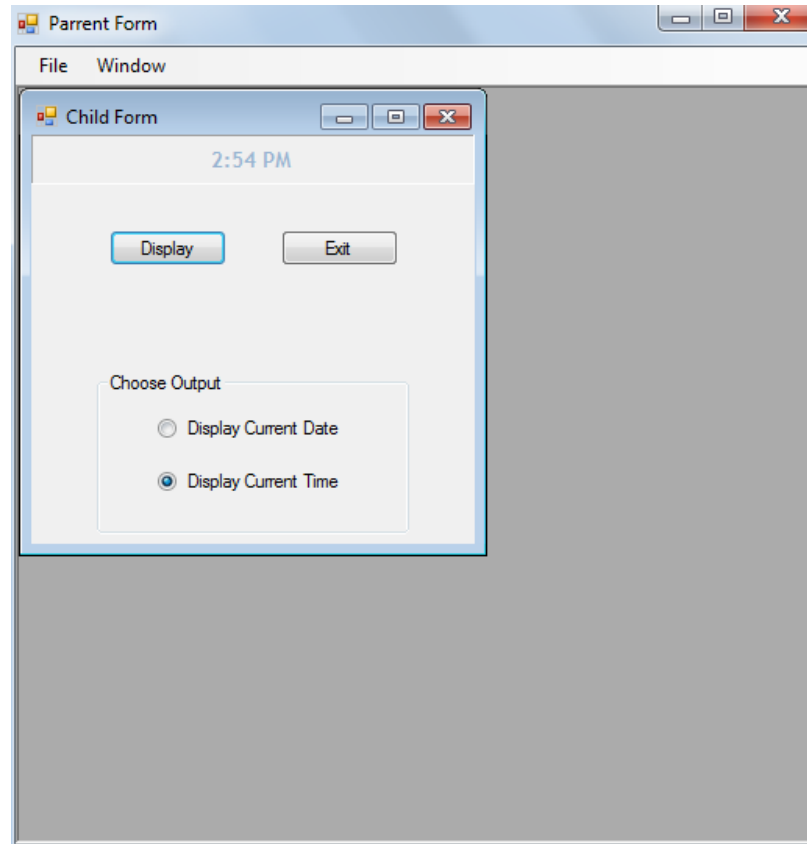 Parrent Form
File Window
Child Form
2:54 PM
Display Exit
Choose Output
Display Current Date
Display Current Time